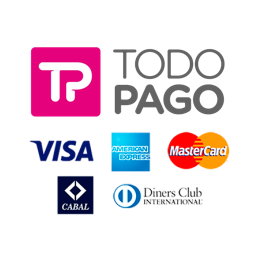 TP TODO
PAGO
VISA
AMERICAN
EXPRESS
MasterCard
CABAL
Diners Club
INTERNATIONAL